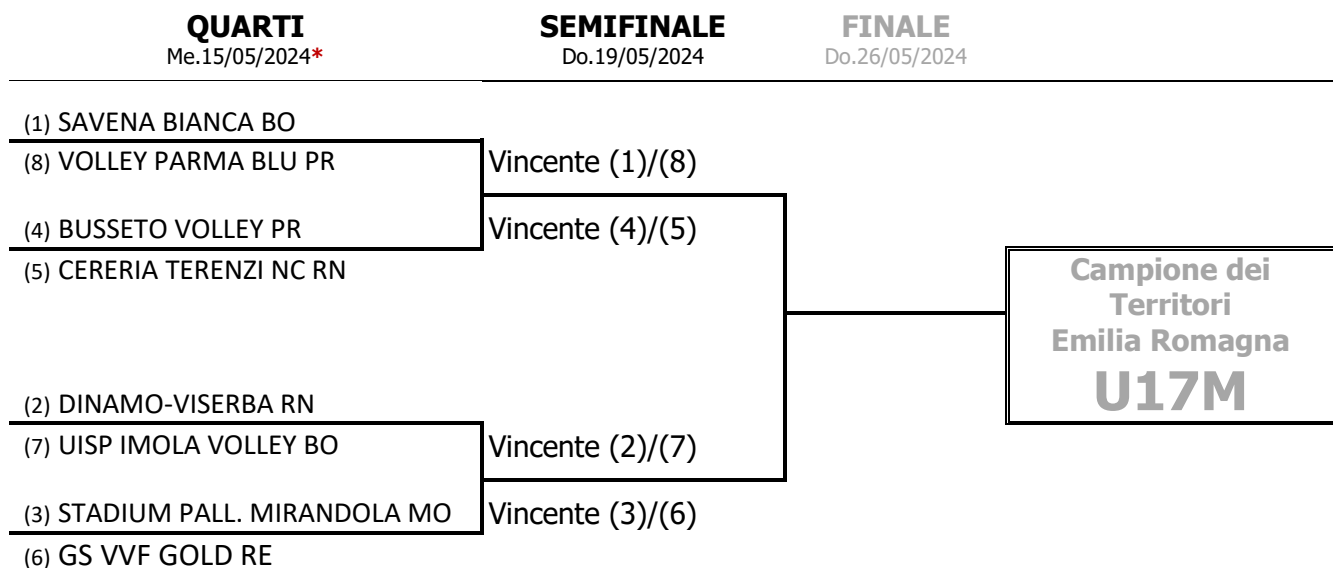 QUARTI SEMIFINALE FINALE
Me.15/05/2024* Do.19/05/2024 Do.26/05/2024
(1) SAVENA BIANCA BO
(8) VOLLEY PARMA BLU PR Vincente (1)/(8)
(4) BUSSETO VOLLEY PR Vincente (4)/(5)
(5) CERERIA TERENZI NC RN
Campione dei
Territori
Emilia Romagna
U17M
(2) DINAMO-VISERBA RN
(7) UISP IMOLA VOLLEY BO Vincente (2)/(7)
(3) STADIUM PALL. MIRANDOLA MO Vincente (3)/(6)
(6) GS VVF GOLD RE